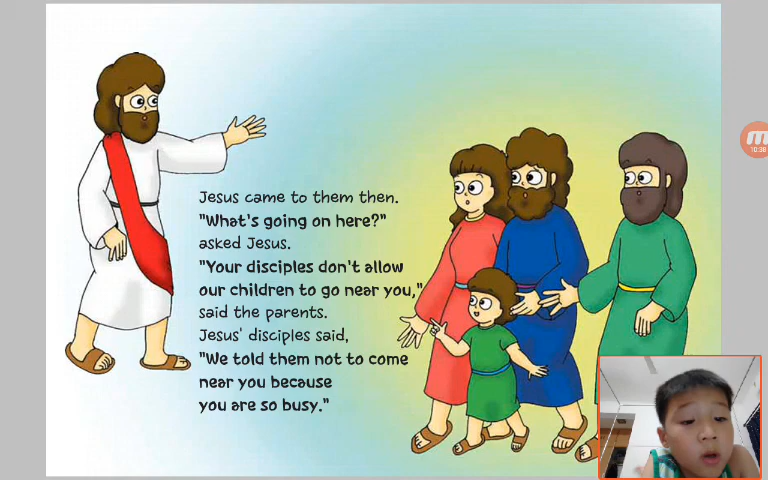 Jesus came to them then.
"What's going on here?"
asked Jesus.
"Your disciples don't allow
our children to go near you,"
said the parents.
Jesus' disciples said,
"We told them not to come
near you because
you are so busy."
10:38